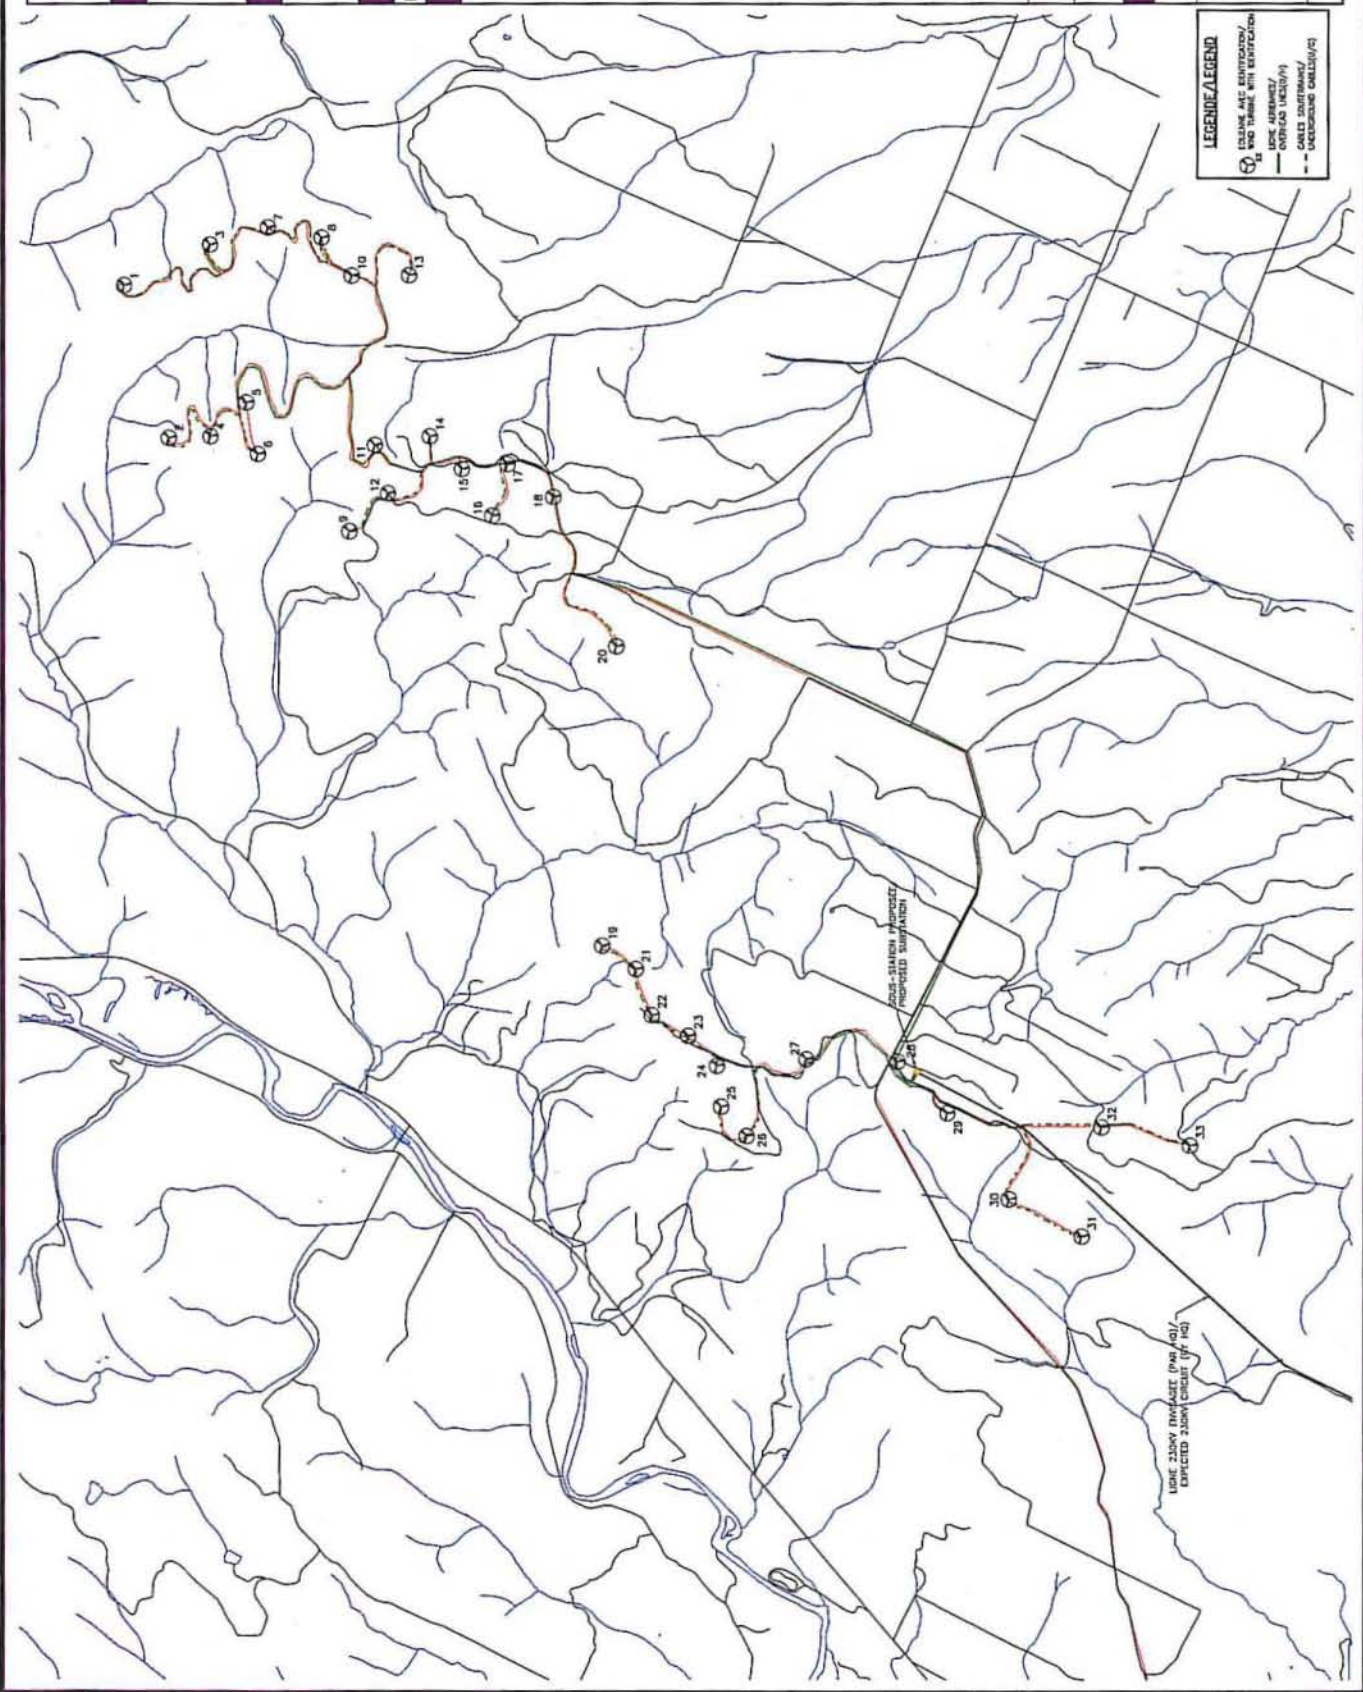 LEGENDE/LEGEND
XX
EOLIENNE AVEC IDENTIFICATION/
WIND TURBINE WITH IDENTIFICATION
LIGNE AERIENNES/
OVERHEAD LINES(O/H)
CABLES SOUTERRAINS/
UNDERGROUND CABLES(U/G)
1
3
7
8
10
13
2
4
5
6
11
14
12
9
15
17
16
18
20
19
21
22
23
24
25
26
27
SOUS-STATION PROPOSEE
PROPOSED SUBSTATION
28
29
30
31
32
33
LIGNE 230KV ENVISAGEE (PAR HQ)/
EXPECTED 230KV CIRCUIT (BY HQ)